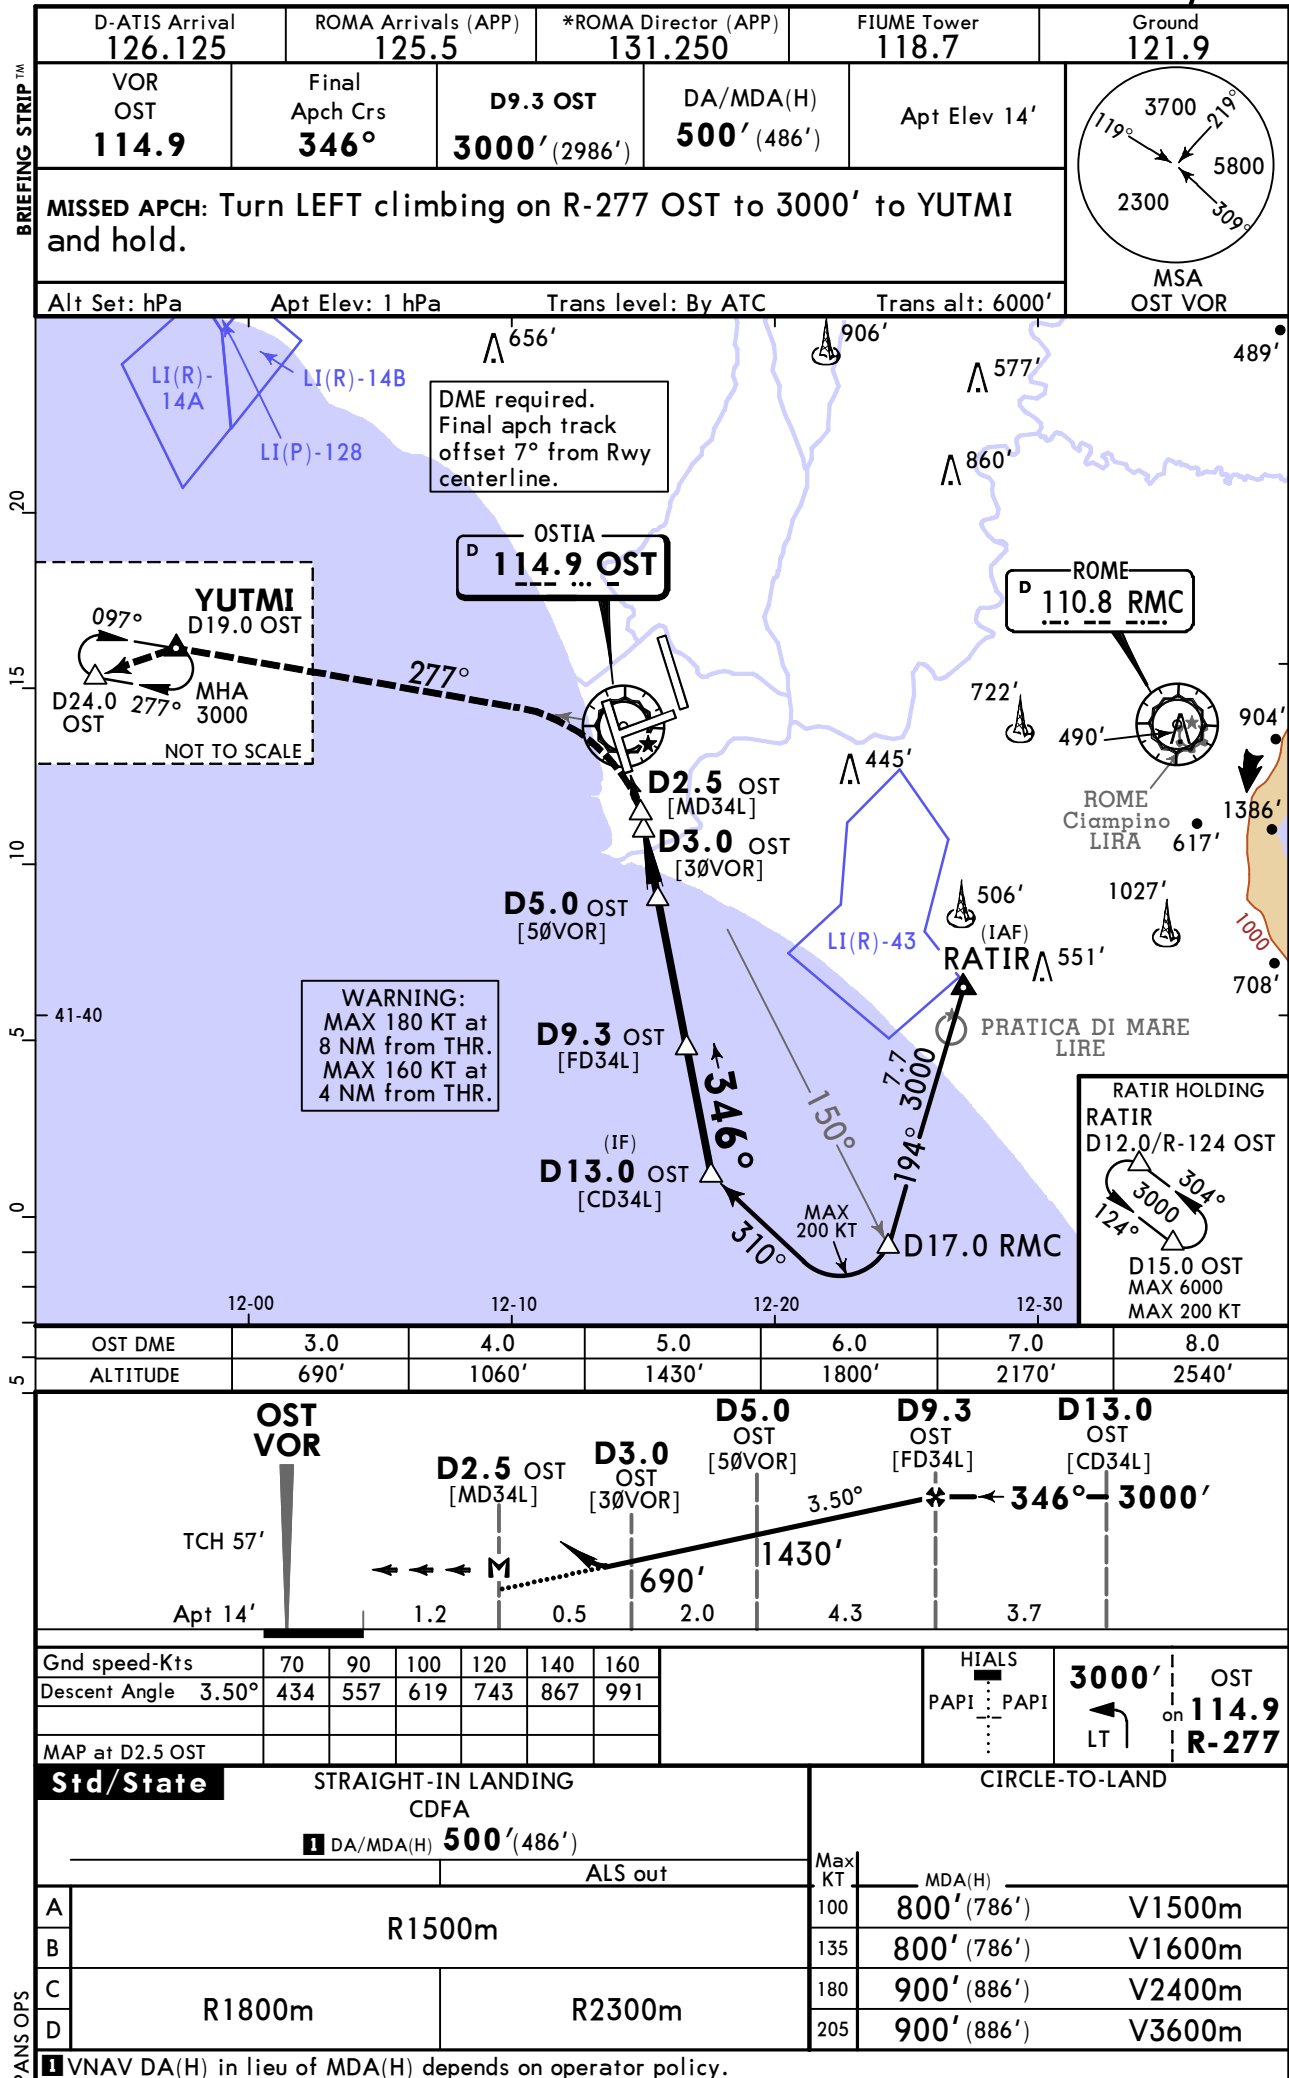 D-ATIS Arrival
126.125
ROMA Arrivals (APP)
125.5
*ROMA Director (APP)
131.250
FIUME Tower
118.7
Ground
121.9
BRIEFING STRIP TM
VOR
OST
114.9
Final
Apch Crs
346°
D9.3 OST
3000' (2986')
DA/MDA(H)
500' (486')
Apt Elev 14'
3700
119°
219°
5800
2300
309°
MSA
OST VOR
MISSED APCH: Turn LEFT climbing on R-277 OST to 3000' to YUTMI
and hold.
Alt Set: hPa
Apt Elev: 1 hPa
Trans level: By ATC
Trans alt: 6000'
LI(R)-
14A
LI(R)-14B
LI(P)-128
656'
906'
577'
489'
860'
DME required.
Final apch track
offset 7° from Rwy
centerline.
20
OSTIA
D 114.9 OST
ROME
D 110.8 RMC
YUTMI
D19.0 OST
097°
D24.0
OST
277°
MHA
3000
NOT TO SCALE
277°
15
722'
490'
904'
445'
D2.5 OST
[MD34L]
ROME
Ciampino
LIRA
1386'
617'
D3.0 OST
[3ØVOR]
10
D5.0 OST
[5ØVOR]
506'
1027'
LI(R)-43
(IAF)
RATIR
551'
1000
708'
WARNING:
MAX 180 KT at
8 NM from THR.
MAX 160 KT at
4 NM from THR.
41-40
5
D9.3 OST
[FD34L]
PRATICA DI MARE
LIRE
346°
150°
7.7
3000
194°
RATIR HOLDING
RATIR
D12.0/R-124 OST
304°
3000
124°
D15.0 OST
MAX 6000
MAX 200 KT
(IF)
D13.0 OST
[CD34L]
0
310°
MAX
200 KT
D17.0 RMC
12-00
12-10
12-20
12-30
5
OST DME 3.0 4.0 5.0 6.0 7.0 8.0
ALTITUDE 690' 1060' 1430' 1800' 2170' 2540'
OST
VOR
D2.5 OST
[MD34L]
D3.0
OST
[3ØVOR]
D5.0
OST
[5ØVOR]
D9.3
OST
[FD34L]
D13.0
OST
[CD34L]
3.50°
346° 3000'
TCH 57'
M
1430'
690'
Apt 14'
1.2 0.5 2.0 4.3 3.7
Gnd speed-Kts 70 90 100 120 140 160
Descent Angle 3.50° 434 557 619 743 867 991
MAP at D2.5 OST
HIALS
PAPI PAPI
3000'
LT
on
OST
114.9
R-277
Std/State
STRAIGHT-IN LANDING
CDFA
1 DA/MDA(H) 500' (486')
ALS out
CIRCLE-TO-LAND
Max
KT
MDA(H)
A
B
R1500m
C
D
R1800m
R2300m
100 800' (786') V1500m
135 800' (786') V1600m
180 900' (886') V2400m
205 900' (886') V3600m
PANS OPS
1 VNAV DA(H) in lieu of MDA(H) depends on operator policy.